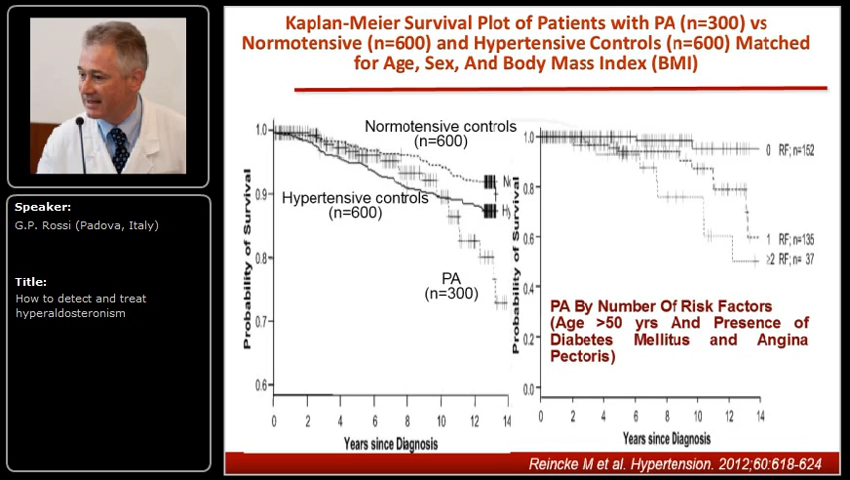 Kaplan-Meier Survival Plot of Patients with PA (n=300) vs
Normotensive (n=600) and Hypertensive Controls (n=600) Matched
for Age, Sex, And Body Mass Index (BMI)
Speaker:
G.P. Rossi (Padova, Italy)
Title:
How to detect and treat
hyperaldosteronism
Probability of Survival
1.0
0.9
0.8
0.7
0.6
Normotensive controls
(n=600)
Hypertensive controls
(n=600)
PA
(n=300)
N
Hy
0 2 4 6 8 10 12 14
Years since Diagnosis
Probability of Survival
1.0
0.8
0.6
0.4
0.2
0.0
0 RF; n=152
1 RF; n=135
≥2 RF; n= 37
PA By Number Of Risk Factors
(Age >50 yrs And Presence of
Diabetes Mellitus and Angina
Pectoris)
0 2 4 6 8 10 12 14
Years since Diagnosis
Reincke M et al. Hypertension. 2012;60:618-624